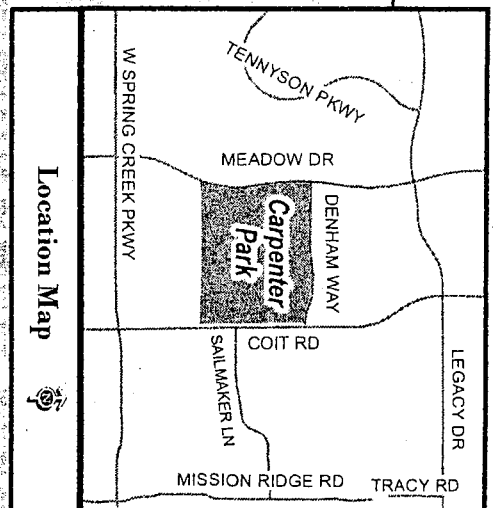 TENNYSON PKWY
W SPRING CREEK PKWY
MEADOW DR
DENHAM WAY
Carpenter
Park
COIT RD
SAILMAKER LN
LEGACY DR
MISSION RIDGE RD
TRACY RD
Location Map
N